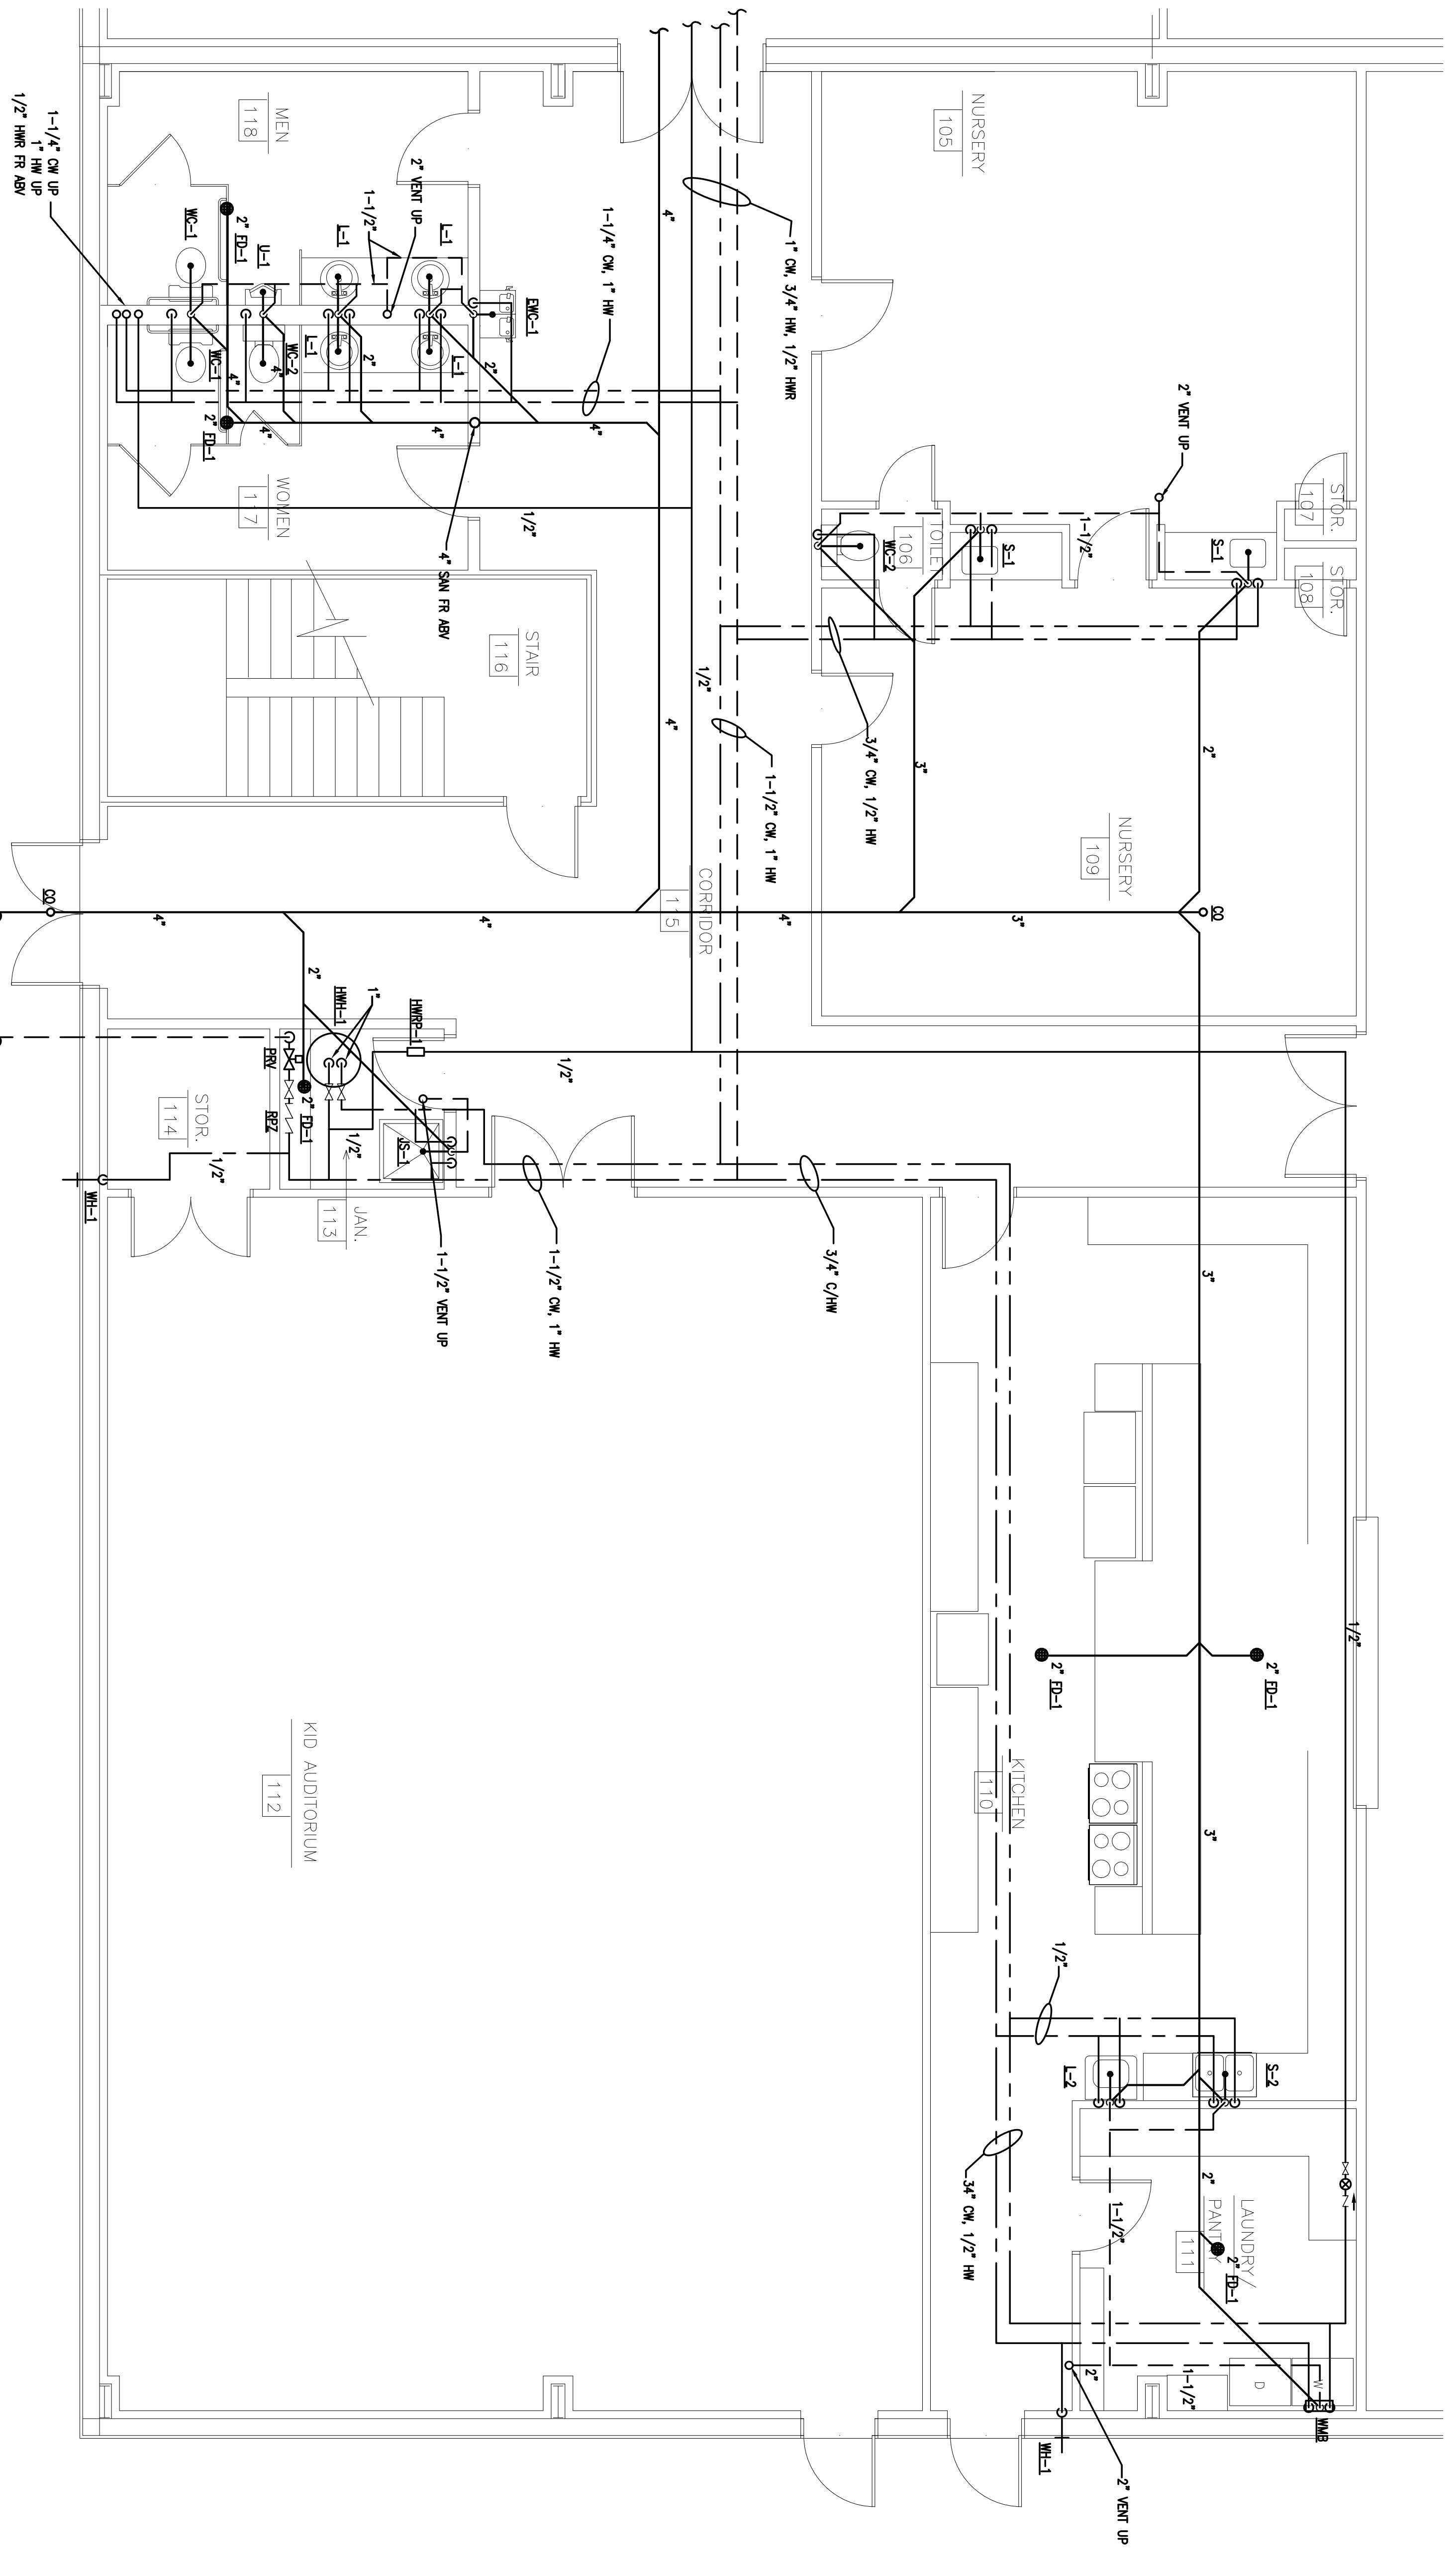 WH-1
2" VENT UP
WMB
W
D
1-1/2"
2"
LAUNDRY/
PANTRY
111
2" FD-1
2"
1-1/2"
34" CW, 1/2" HW
S-2
L-2
1/2"
1/2"
3"
KITCHEN
110
2" FD-1
2" FD-1
KID AUDITORIUM
112
3"
3/4" C/HW
1-1/2" CW, 1" HW
1-1/2" VENT UP
JAN.
113
WH-1
1/2"
STOR.
114
JS-1
1/2"
2" FD-1
RPZ
PRV
HWH-1
1"
HWRP-1
1/2"
2"
CO
3"
4"
4"
4"
CO
CORRIDOR
115
NURSERY
109
2"
3"
3/4" CW, 1/2" HW
1-1/2" CW, 1" HW
4"
1/2"
STAIR
116
4" SAN FR ABV
1/2"
STOR.
107
STOR.
108
S-1
1-1/2"
S-1
TOILET
106
WC-2
2" VENT UP
WOMEN
117
4"
4"
4"
2" FD-1
4"
4"
2"
2"
WC-1
WC-2
L-1
L-1
EWC-1
1-1/4" CW, 1" HW
1" CW, 3/4" HW, 1/2" HWR
4"
L-1
L-1
U-1
2" FD-1
WC-1
1-1/2"
2" VENT UP
MEN
118
NURSERY
105
1-1/4" CW UP
1" HW UP
1/2" HWR FR ABV